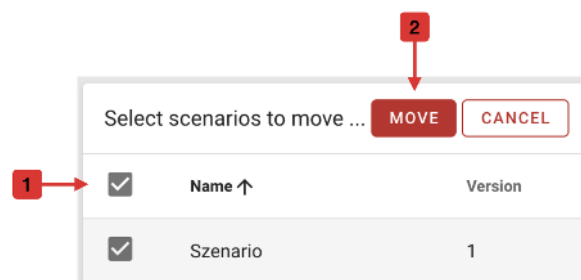 2
Select scenarios to move ... MOVE CANCEL
1 Name Version
Szenario 1